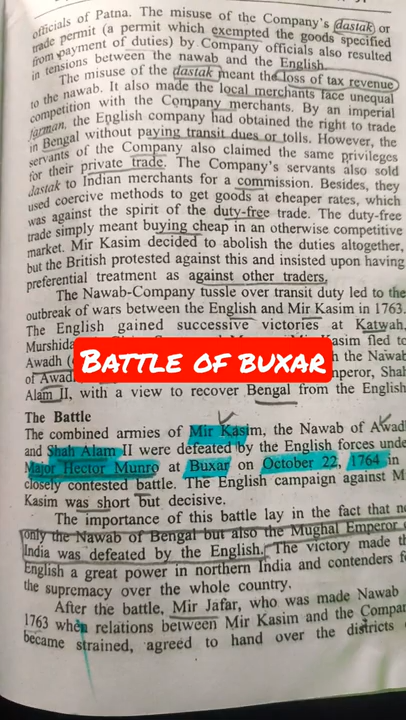 officials of Patna. The misuse of the Company's dastak or
trade permit (a permit which exempted the goods specified
from payment of duties) by Company officials also resulted
in tensions between the nawab and the English.
The misuse of the dastak meant the loss of tax revenue
to the nawab. It also made the local merchants face unequal
competition with the Company merchants. By an imperial
farman, the English company had obtained the right to trade
in Bengal without paying transit dues or tolls. However, the
servants of the Company also claimed the same privileges
for their private trade. The Company's servants also sold
dastak to Indian merchants for a commission. Besides, they
used coercive methods to get goods at cheaper rates, which
was against the spirit of the duty-free trade. The duty-free
trade simply meant buying cheap in an otherwise competitive
market. Mir Kasim decided to abolish the duties altogether,
but the British protested against this and insisted upon having
preferential treatment as against other traders.
The Nawab-Company tussle over transit duty led to the
outbreak of wars between the English and Mir Kasim in 1763.
The English gained successive victories at Katwah,
Murshida
fled to
Awadh
the Nawab
of Awad
Shah
BATTLE OF BUXAR
Alam II, with a view to recover Bengal from the English
The Battle
The combined armies of Mir Kasim, the Nawab of Awad
and Shah Alam II were defeated by the English forces unde
Major Hector Munro at Buxar on October 22, 1764 in
closely contested battle. The English campaign against M
Kasim was short but decisive.
The importance of this battle lay in the fact that n
only the Nawab of Bengal but also the Mughal Emperor
India was defeated by the English. The victory made th
English a great power in northern India and contenders f
the supremacy over the whole country.
After the battle, Mir Jafar, who was made Nawab
1763 when relations between Mir Kasim and the Compa
became strained, agreed to hand over the districts